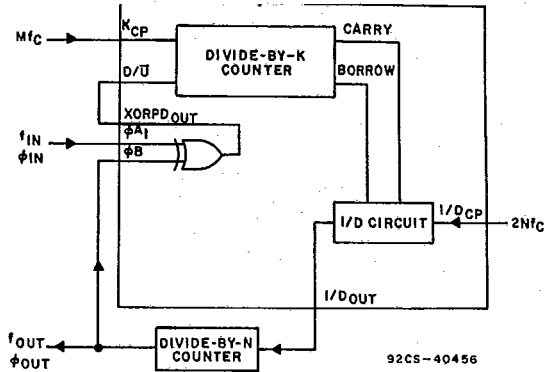 MfC
KCP
DIVIDE-BY-K
COUNTER
CARRY
BORROW
D/U̅
XORPDOUT
ϕA1
fIN
ϕIN
ϕB
I/D CIRCUIT
I/DCP
2NfC
I/DOUT
fOUT
ϕOUT
DIVIDE-BY-N
COUNTER
92CS-40456